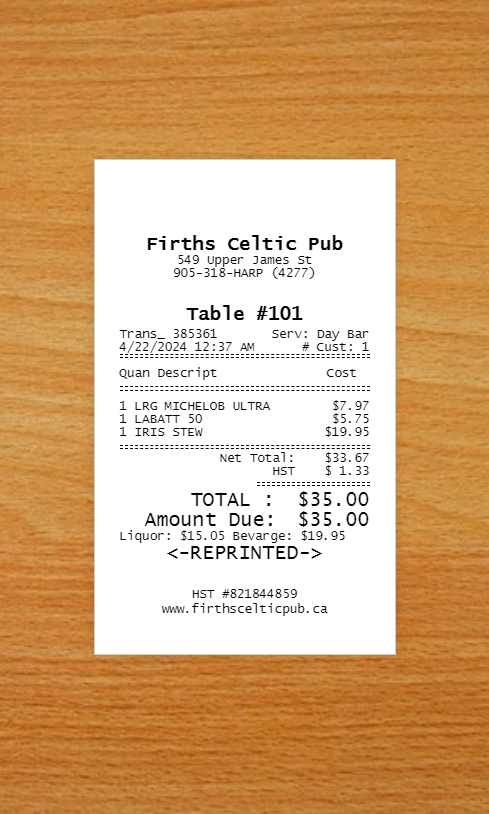 Firths Celtic Pub
549 Upper James St
905-318-HARP (4277)
Table #101
Trans_ 385361 Serv: Day Bar
4/22/2024 12:37 AM # Cust: 1
Quan Descript Cost
1 LRG MICHELOB ULTRA $7.97
1 LABATT 50 $5.75
1 IRIS STEW $19.95
Net Total: $33.67
HST $ 1.33
TOTAL : $35.00
Amount Due: $35.00
Liquor: $15.05 Bevarge: $19.95
<-REPRINTED->
HST #821844859
www.firthscelticpub.ca